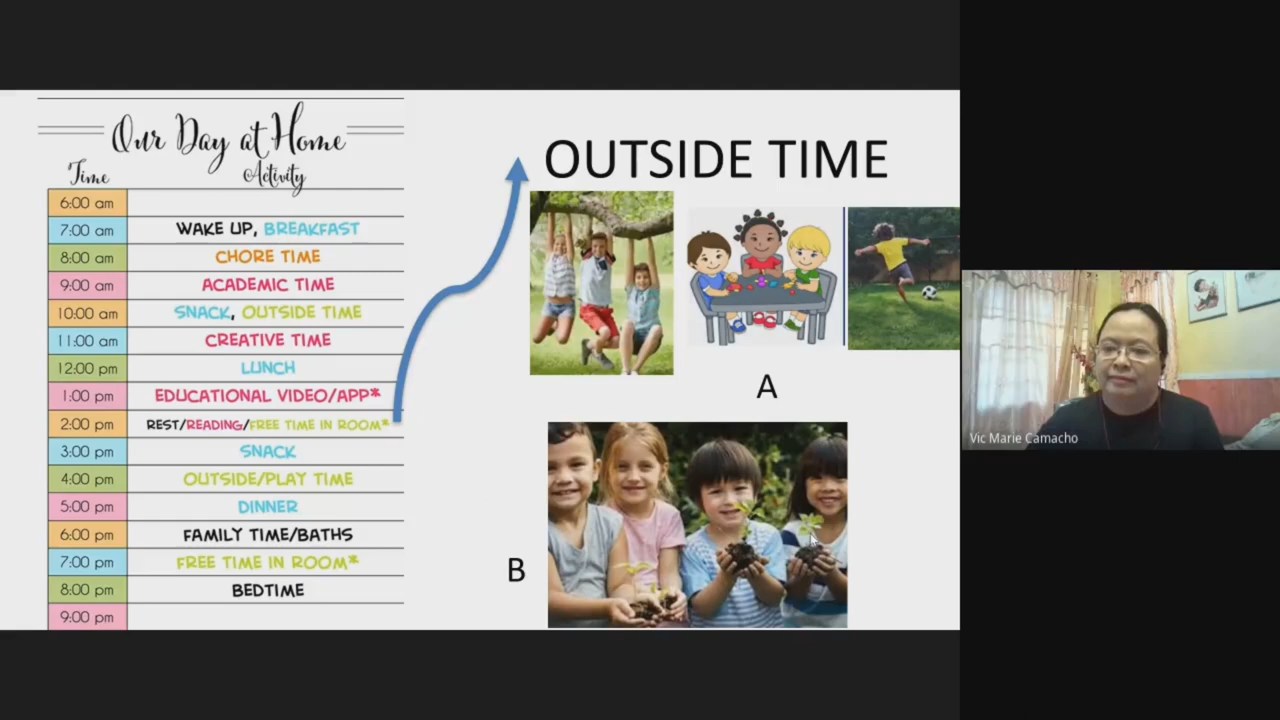 Our Day at Home
Time Activity
6:00 am
7:00 am WAKE UP, BREAKFAST
8:00 am CHORE TIME
9:00 am ACADEMIC TIME
10:00 am SNACK, OUTSIDE TIME
11:00 am CREATIVE TIME
12:00 pm LUNCH
1:00 pm EDUCATIONAL VIDEO/APP*
2:00 pm REST/READING/FREE TIME IN ROOM*
3:00 pm SNACK
4:00 pm OUTSIDE/PLAY TIME
5:00 pm DINNER
6:00 pm FAMILY TIME/BATHS
7:00 pm FREE TIME IN ROOM*
8:00 pm BEDTIME
9:00 pm
OUTSIDE TIME
A
B
Vic Marie Camacho